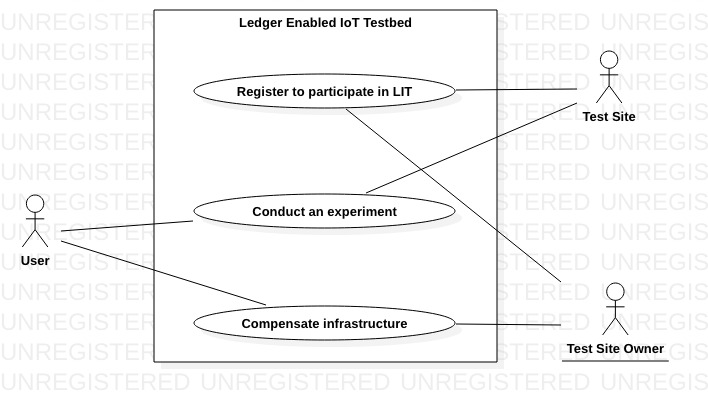 Ledger Enabled IoT Testbed
Register to participate in LIT
Test Site
Conduct an experiment
User
Compensate infrastructure
Test Site Owner
UNREGISTERED UNREGISTERED UNREGISTERED UNREGIS